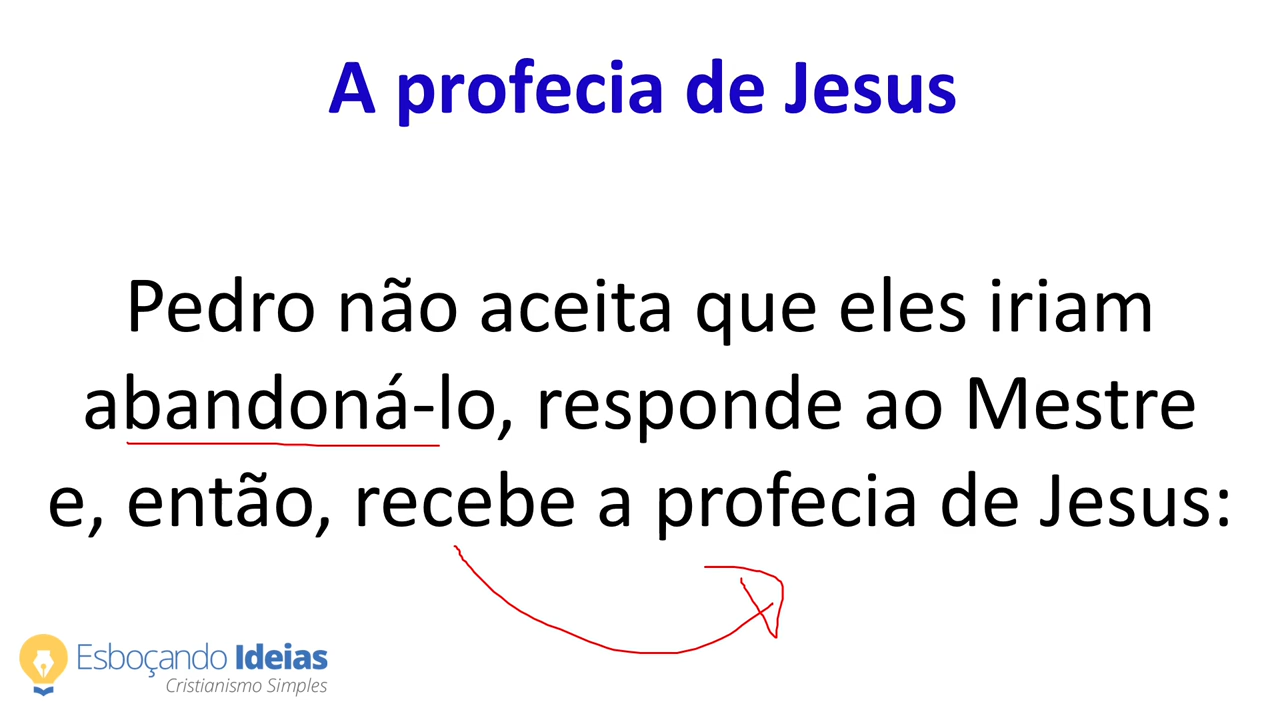 A profecia de Jesus
Pedro não aceita que eles iriam
abandoná-lo, responde ao Mestre
e, então, recebe a profecia de Jesus:
Esboçando Ideias
Cristianismo Simples